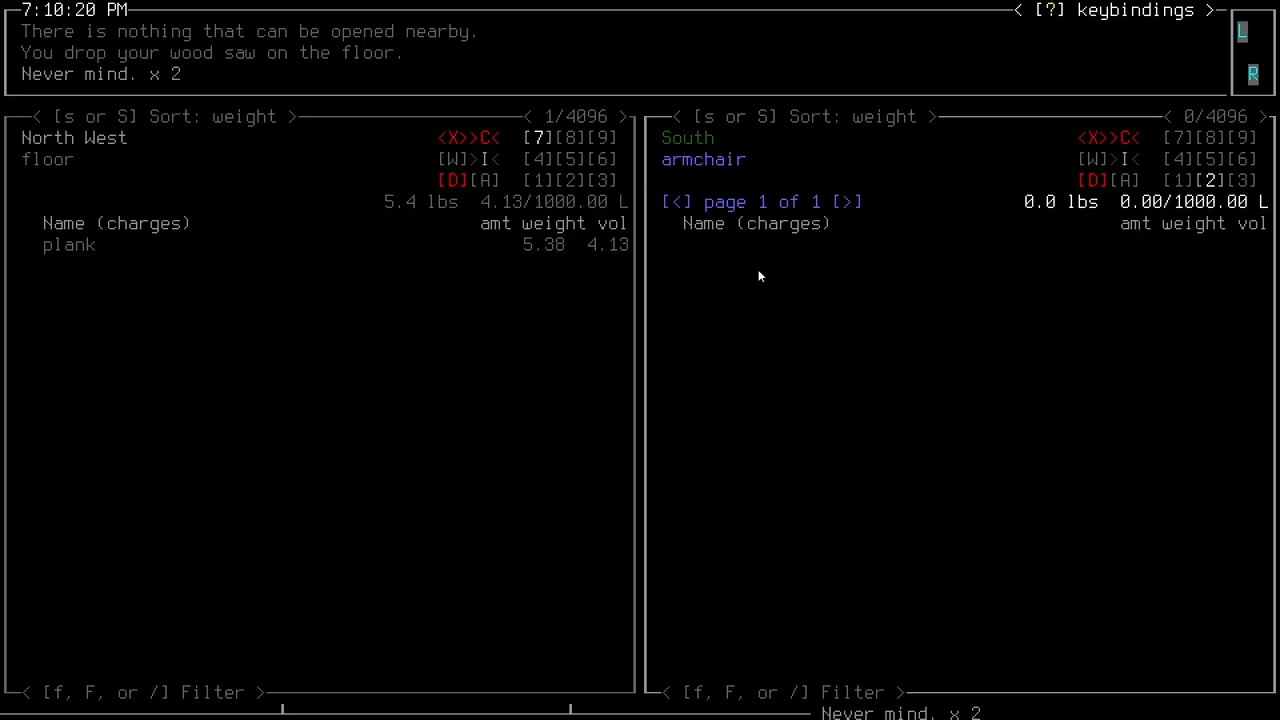 7:10:20 PM < [?] keybindings >
There is nothing that can be opened nearby.
You drop your wood saw on the floor.
Never mind. x 2
L
R
< [s or S] Sort: weight > < 1/4096 >
North West <X>>C< [7][8][9]
floor [W]>I< [4][5][6]
[D][A] [1][2][3]
5.4 lbs 4.13/1000.00 L
Name (charges) amt weight vol
plank 5.38 4.13
< [f, F, or /] Filter >
< [s or S] Sort: weight > < 0/4096 >
South <X>>C< [7][8][9]
armchair [W]>I< [4][5][6]
[D][A] [1][2][3]
[<] page 1 of 1 [>] 0.0 lbs 0.00/1000.00 L
Name (charges) amt weight vol
< [f, F, or /] Filter >
Never mind. x 2